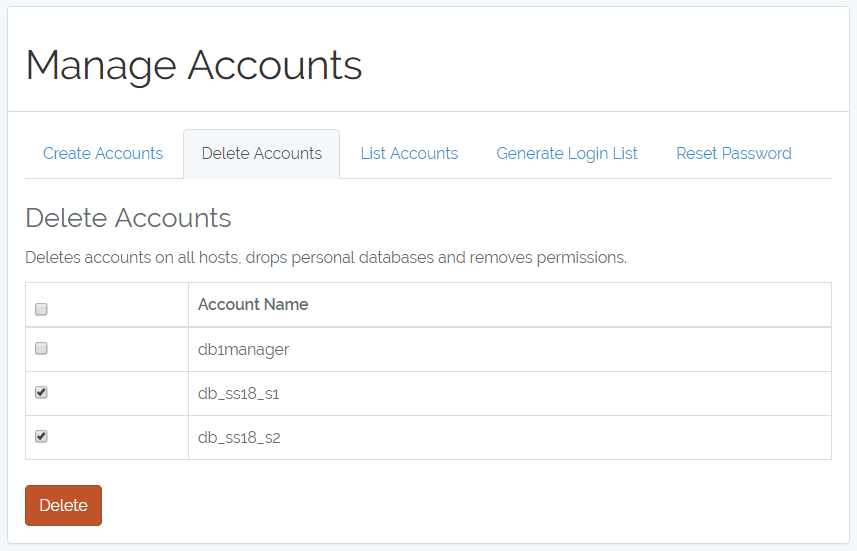 Manage Accounts
Create Accounts Delete Accounts List Accounts Generate Login List Reset Password
Delete Accounts
Deletes accounts on all hosts, drops personal databases and removes permissions.
Account Name
db1manager
db_ss18_s1
db_ss18_s2
Delete